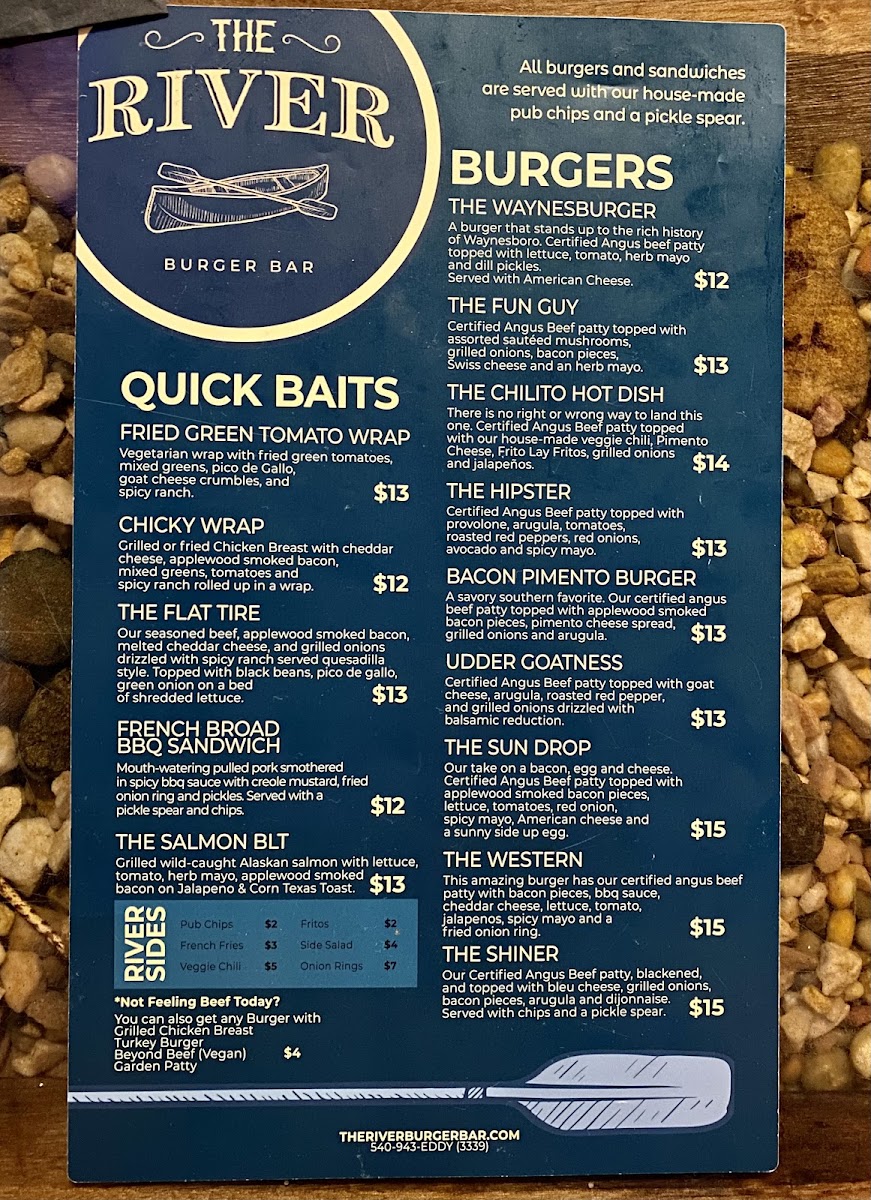 THE
RIVER
BURGER BAR
All burgers and sandwiches
are served with our house-made
pub chips and a pickle spear.
QUICK BAITS
FRIED GREEN TOMATO WRAP
Vegetarian wrap with fried green tomatoes,
mixed greens, pico de Gallo,
goat cheese crumbles, and
spicy ranch. $13
CHICKY WRAP
Grilled or fried Chicken Breast with cheddar
cheese, applewood smoked bacon,
mixed greens, tomatoes and
spicy ranch rolled up in a wrap. $12
THE FLAT TIRE
Our seasoned beef, applewood smoked bacon,
melted cheddar cheese, and grilled onions
drizzled with spicy ranch served quesadilla
style. Topped with black beans, pico de gallo,
green onion on a bed
of shredded lettuce. $13
FRENCH BROAD
BBQ SANDWICH
Mouth-watering pulled pork smothered
in spicy bbq sauce with creole mustard, fried
onion ring and pickles. Served with a
pickle spear and chips. $12
THE SALMON BLT
Grilled wild-caught Alaskan salmon with lettuce,
tomato, herb mayo, applewood smoked
bacon on Jalapeno & Corn Texas Toast. $13
RIVER
SIDES
Pub Chips $2 Fritos $2
French Fries $3 Side Salad $4
Veggie Chili $5 Onion Rings $7
*Not Feeling Beef Today?
You can also get any Burger with
Grilled Chicken Breast
Turkey Burger
Beyond Beef (Vegan) $4
Garden Patty
BURGERS
THE WAYNESBURGER
A burger that stands up to the rich history
of Waynesboro. Certified Angus beef patty
topped with lettuce, tomato, herb mayo
and dill pickles.
Served with American Cheese. $12
THE FUN GUY
Certified Angus Beef patty topped with
assorted sautéed mushrooms,
grilled onions, bacon pieces,
Swiss cheese and an herb mayo. $13
THE CHILITO HOT DISH
There is no right or wrong way to land this
one. Certified Angus Beef patty topped
with our house-made veggie chili, Pimento
Cheese, Frito Lay Fritos, grilled onions
and jalapeños. $14
THE HIPSTER
Certified Angus Beef patty topped with
provolone, arugula, tomatoes,
roasted red peppers, red onions,
avocado and spicy mayo. $13
BACON PIMENTO BURGER
A savory southern favorite. Our certified angus
beef patty topped with applewood smoked
bacon pieces, pimento cheese spread,
grilled onions and arugula. $13
UDDER GOATNESS
Certified Angus Beef patty topped with goat
cheese, arugula, roasted red pepper,
and grilled onions drizzled with
balsamic reduction. $13
THE SUN DROP
Our take on a bacon, egg and cheese.
Certified Angus Beef patty topped with
applewood smoked bacon pieces,
lettuce, tomatoes, red onion,
spicy mayo, American cheese and
a sunny side up egg. $15
THE WESTERN
This amazing burger has our certified angus beef
patty with bacon pieces, bbq sauce,
cheddar cheese, lettuce, tomato,
jalapenos, spicy mayo and a
fried onion ring. $15
THE SHINER
Our Certified Angus Beef patty, blackened,
and topped with bleu cheese, grilled onions,
bacon pieces, arugula and dijonnaise.
Served with chips and a pickle spear. $15
THERIVERBURGERBAR.COM
540-943-EDDY (3339)